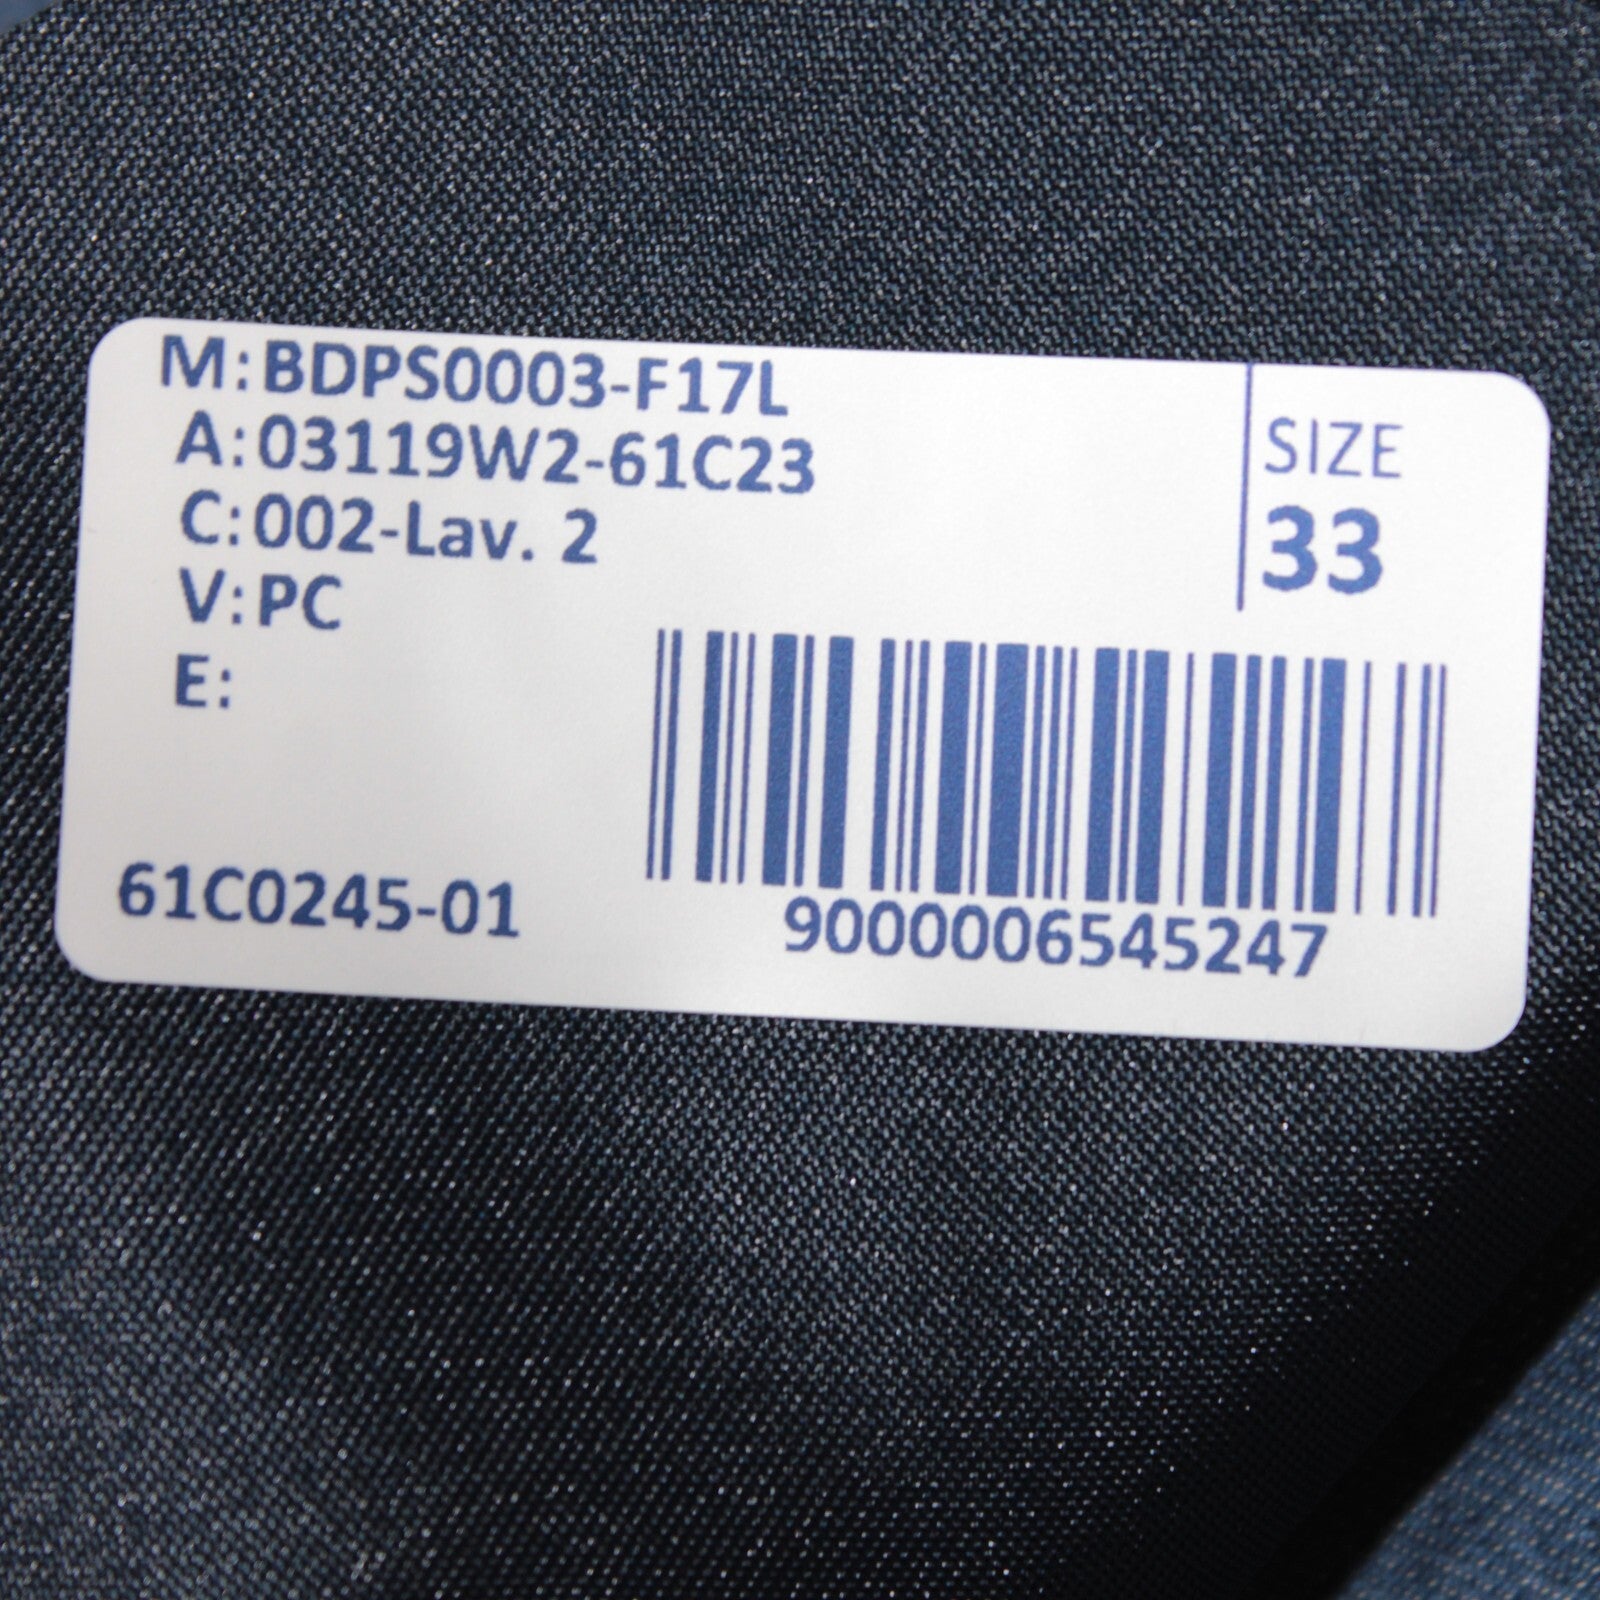 M: BDPS0003-F17L
A: 03119W2-61C23
C: 002-Lav. 2
V: PC
E:
SIZE
33
61C0245-01
9000006545247